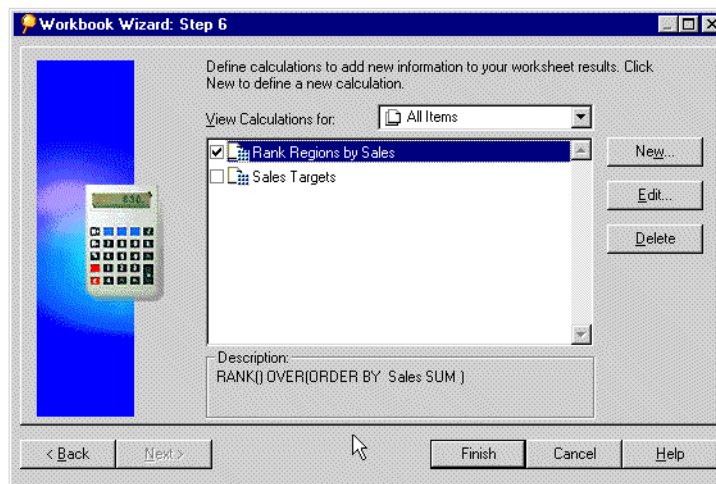 Workbook Wizard: Step 6
Define calculations to add new information to your worksheet results. Click
New to define a new calculation.
View Calculations for:
All Items
Rank Regions by Sales
Sales Targets
New...
Edit...
Delete
Description:
RANK() OVER(ORDER BY  Sales SUM )
< Back
Next >
Finish
Cancel
Help